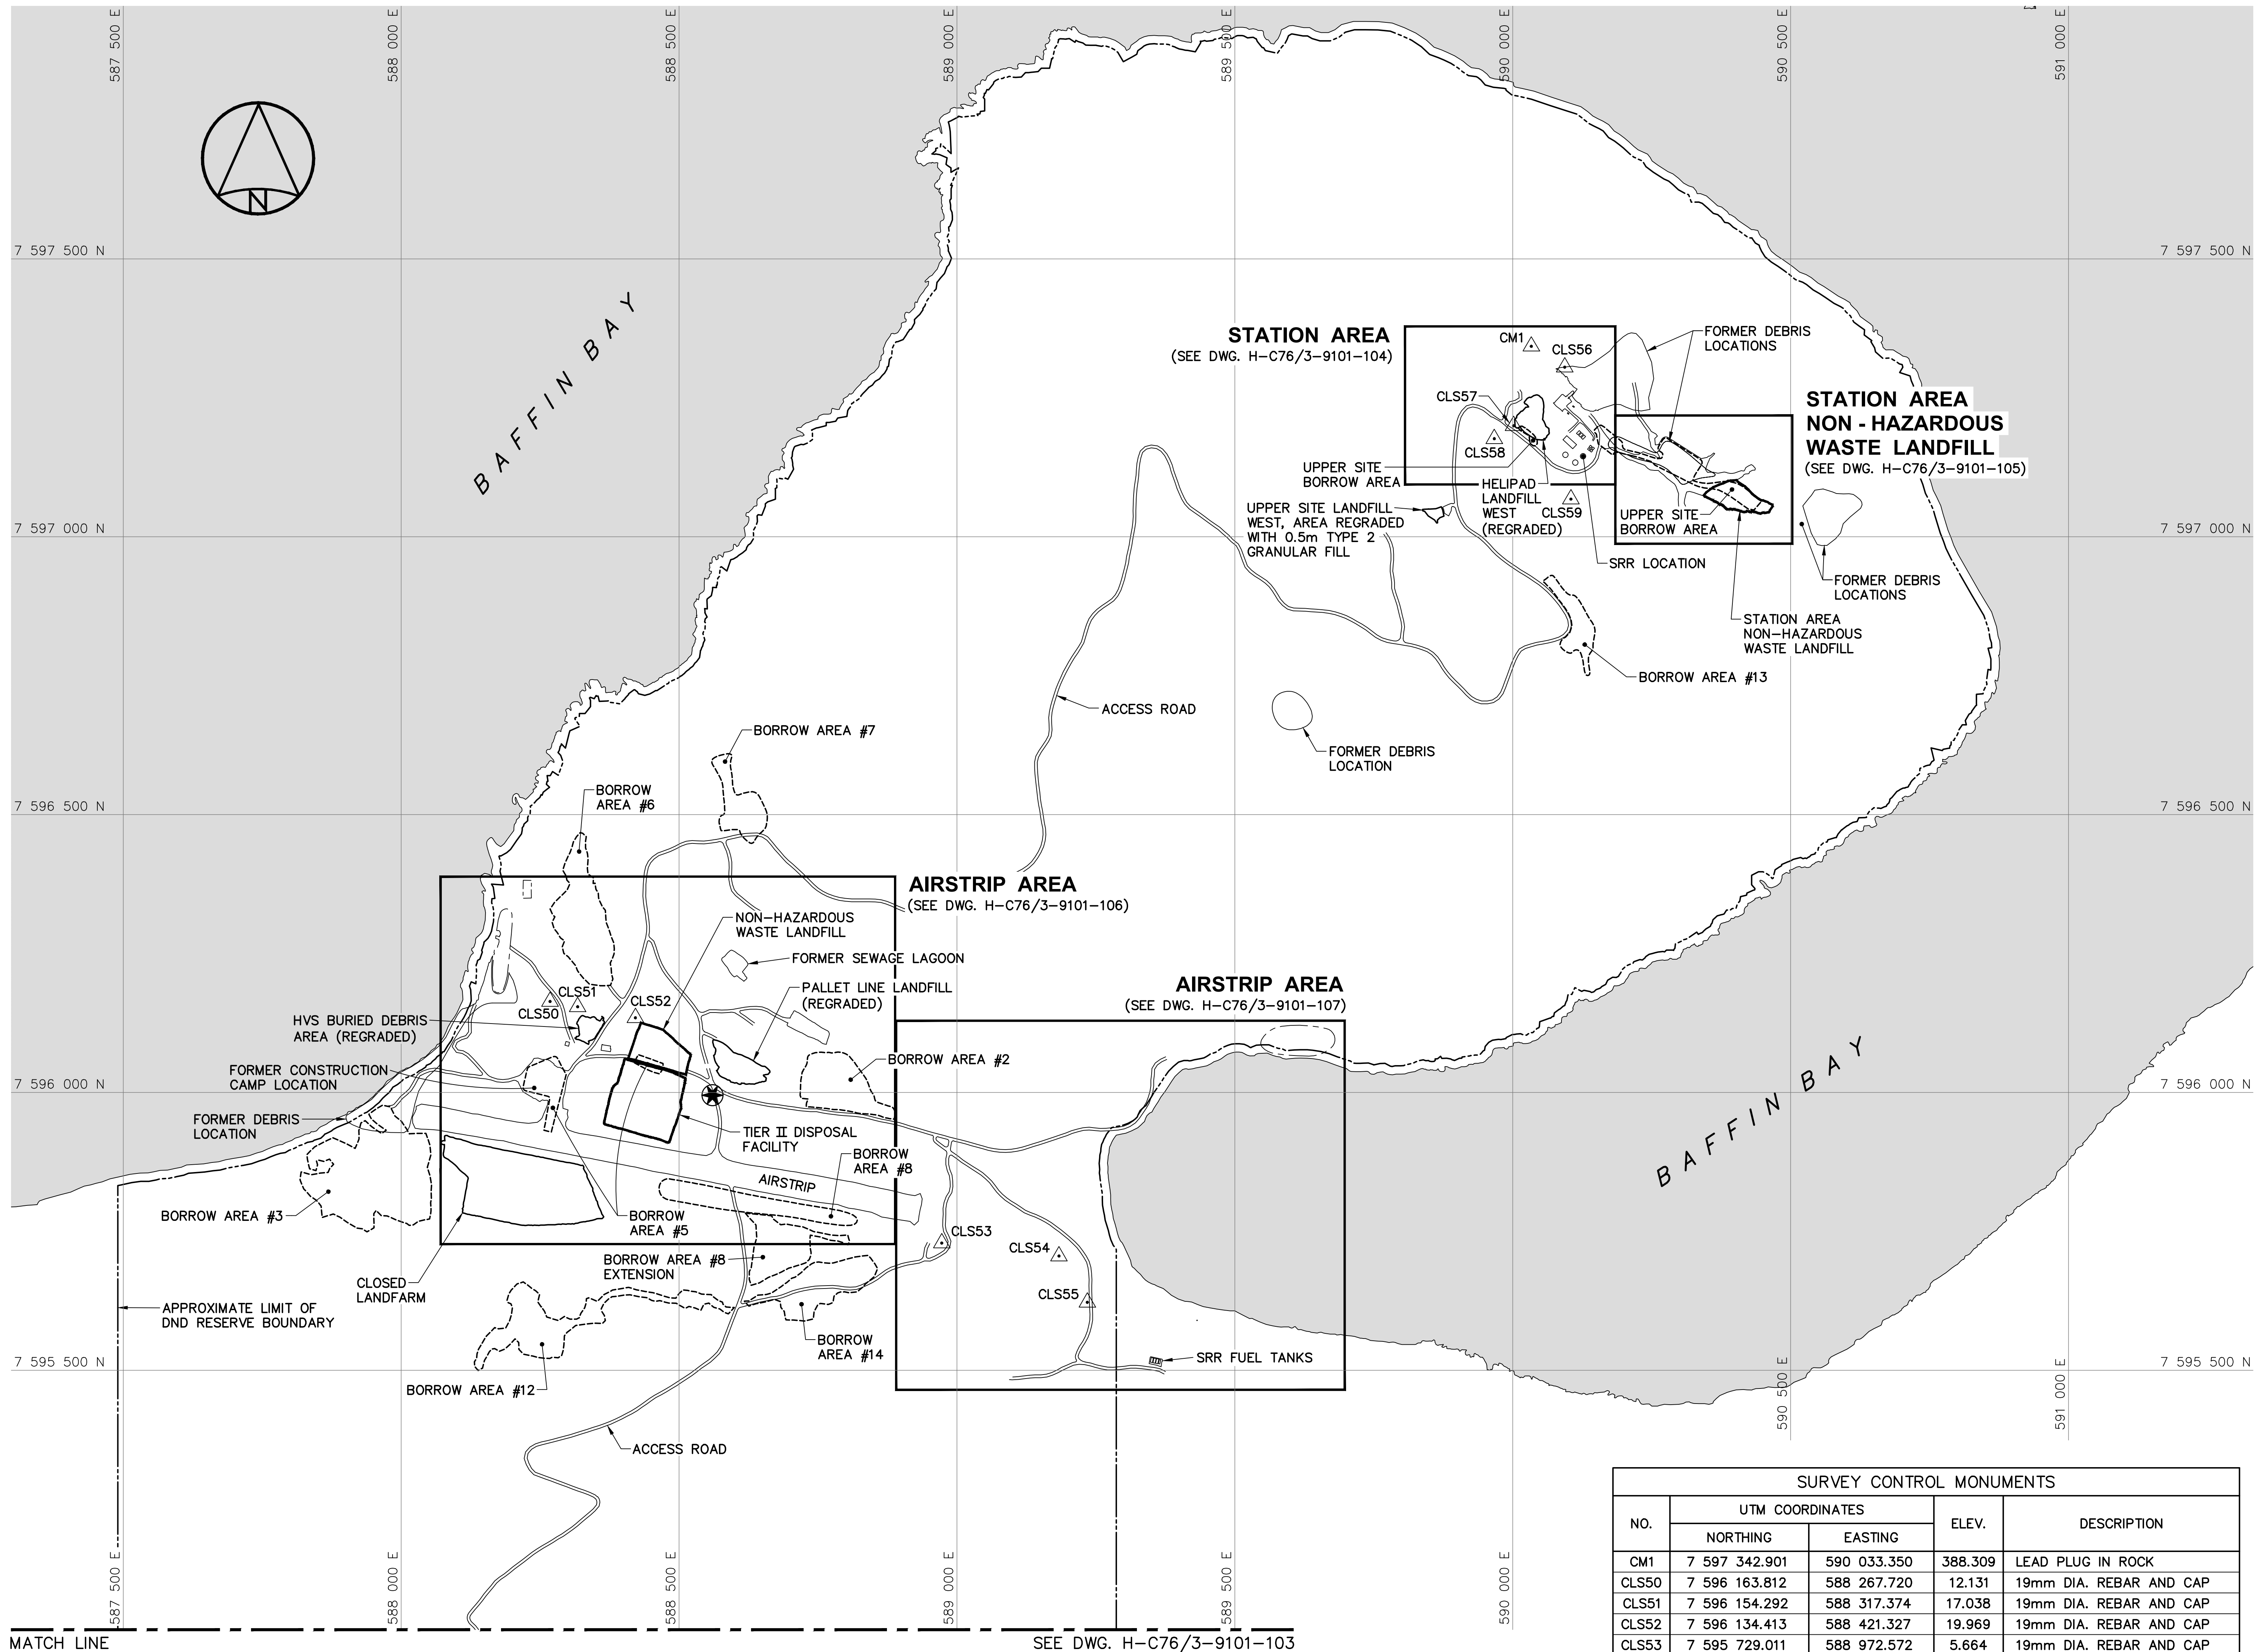 587 500 E
588 000 E
588 500 E
589 000 E
589 500 E
590 000 E
590 500 E
591 000 E
N
7 597 500 N
7 597 500 N
BAFFIN BAY
STATION AREA
(SEE DWG. H-C76/3-9101-104)
CM1
CLS56
FORMER DEBRIS
LOCATIONS
CLS57
CLS58
STATION AREA
NON - HAZARDOUS
WASTE LANDFILL
(SEE DWG. H-C76/3-9101-105)
UPPER SITE
BORROW AREA
HELIPAD
LANDFILL
WEST
(REGRADED)
CLS59
UPPER SITE LANDFILL
WEST, AREA REGRADED
WITH 0.5m TYPE 2
GRANULAR FILL
UPPER SITE
BORROW AREA
7 597 000 N
7 597 000 N
SRR LOCATION
FORMER DEBRIS
LOCATIONS
STATION AREA
NON-HAZARDOUS
WASTE LANDFILL
BORROW AREA #13
ACCESS ROAD
FORMER DEBRIS
LOCATION
BORROW AREA #7
BORROW
AREA #6
7 596 500 N
7 596 500 N
AIRSTRIP AREA
(SEE DWG. H-C76/3-9101-106)
NON-HAZARDOUS
WASTE LANDFILL
FORMER SEWAGE LAGOON
PALLET LINE LANDFILL
(REGRADED)
AIRSTRIP AREA
(SEE DWG. H-C76/3-9101-107)
CLS50
CLS51
CLS52
HVS BURIED DEBRIS
AREA (REGRADED)
FORMER CONSTRUCTION
CAMP LOCATION
BORROW AREA #2
7 596 000 N
7 596 000 N
BAFFIN BAY
FORMER DEBRIS
LOCATION
TIER II DISPOSAL
FACILITY
BORROW
AREA #8
AIRSTRIP
BORROW AREA #3
BORROW
AREA #5
CLS53
CLS54
CLS55
BORROW AREA #8
EXTENSION
CLOSED
LANDFARM
APPROXIMATE LIMIT OF
DND RESERVE BOUNDARY
BORROW
AREA #14
SRR FUEL TANKS
7 595 500 N
7 595 500 N
BORROW AREA #12
ACCESS ROAD
590 500 E
591 000 E
587 500 E
588 000 E
588 500 E
589 000 E
589 500 E
590 000 E
MATCH LINE
SEE DWG. H-C76/3-9101-103
SURVEY CONTROL MONUMENTS
NO. UTM COORDINATES ELEV. DESCRIPTION
NORTHING EASTING
CM1 7 597 342.901 590 033.350 388.309 LEAD PLUG IN ROCK
CLS50 7 596 163.812 588 267.720 12.131 19mm DIA. REBAR AND CAP
CLS51 7 596 154.292 588 317.374 17.038 19mm DIA. REBAR AND CAP
CLS52 7 596 134.413 588 421.327 19.969 19mm DIA. REBAR AND CAP
CLS53 7 595 729.011 588 972.572 5.664 19mm DIA. REBAR AND CAP